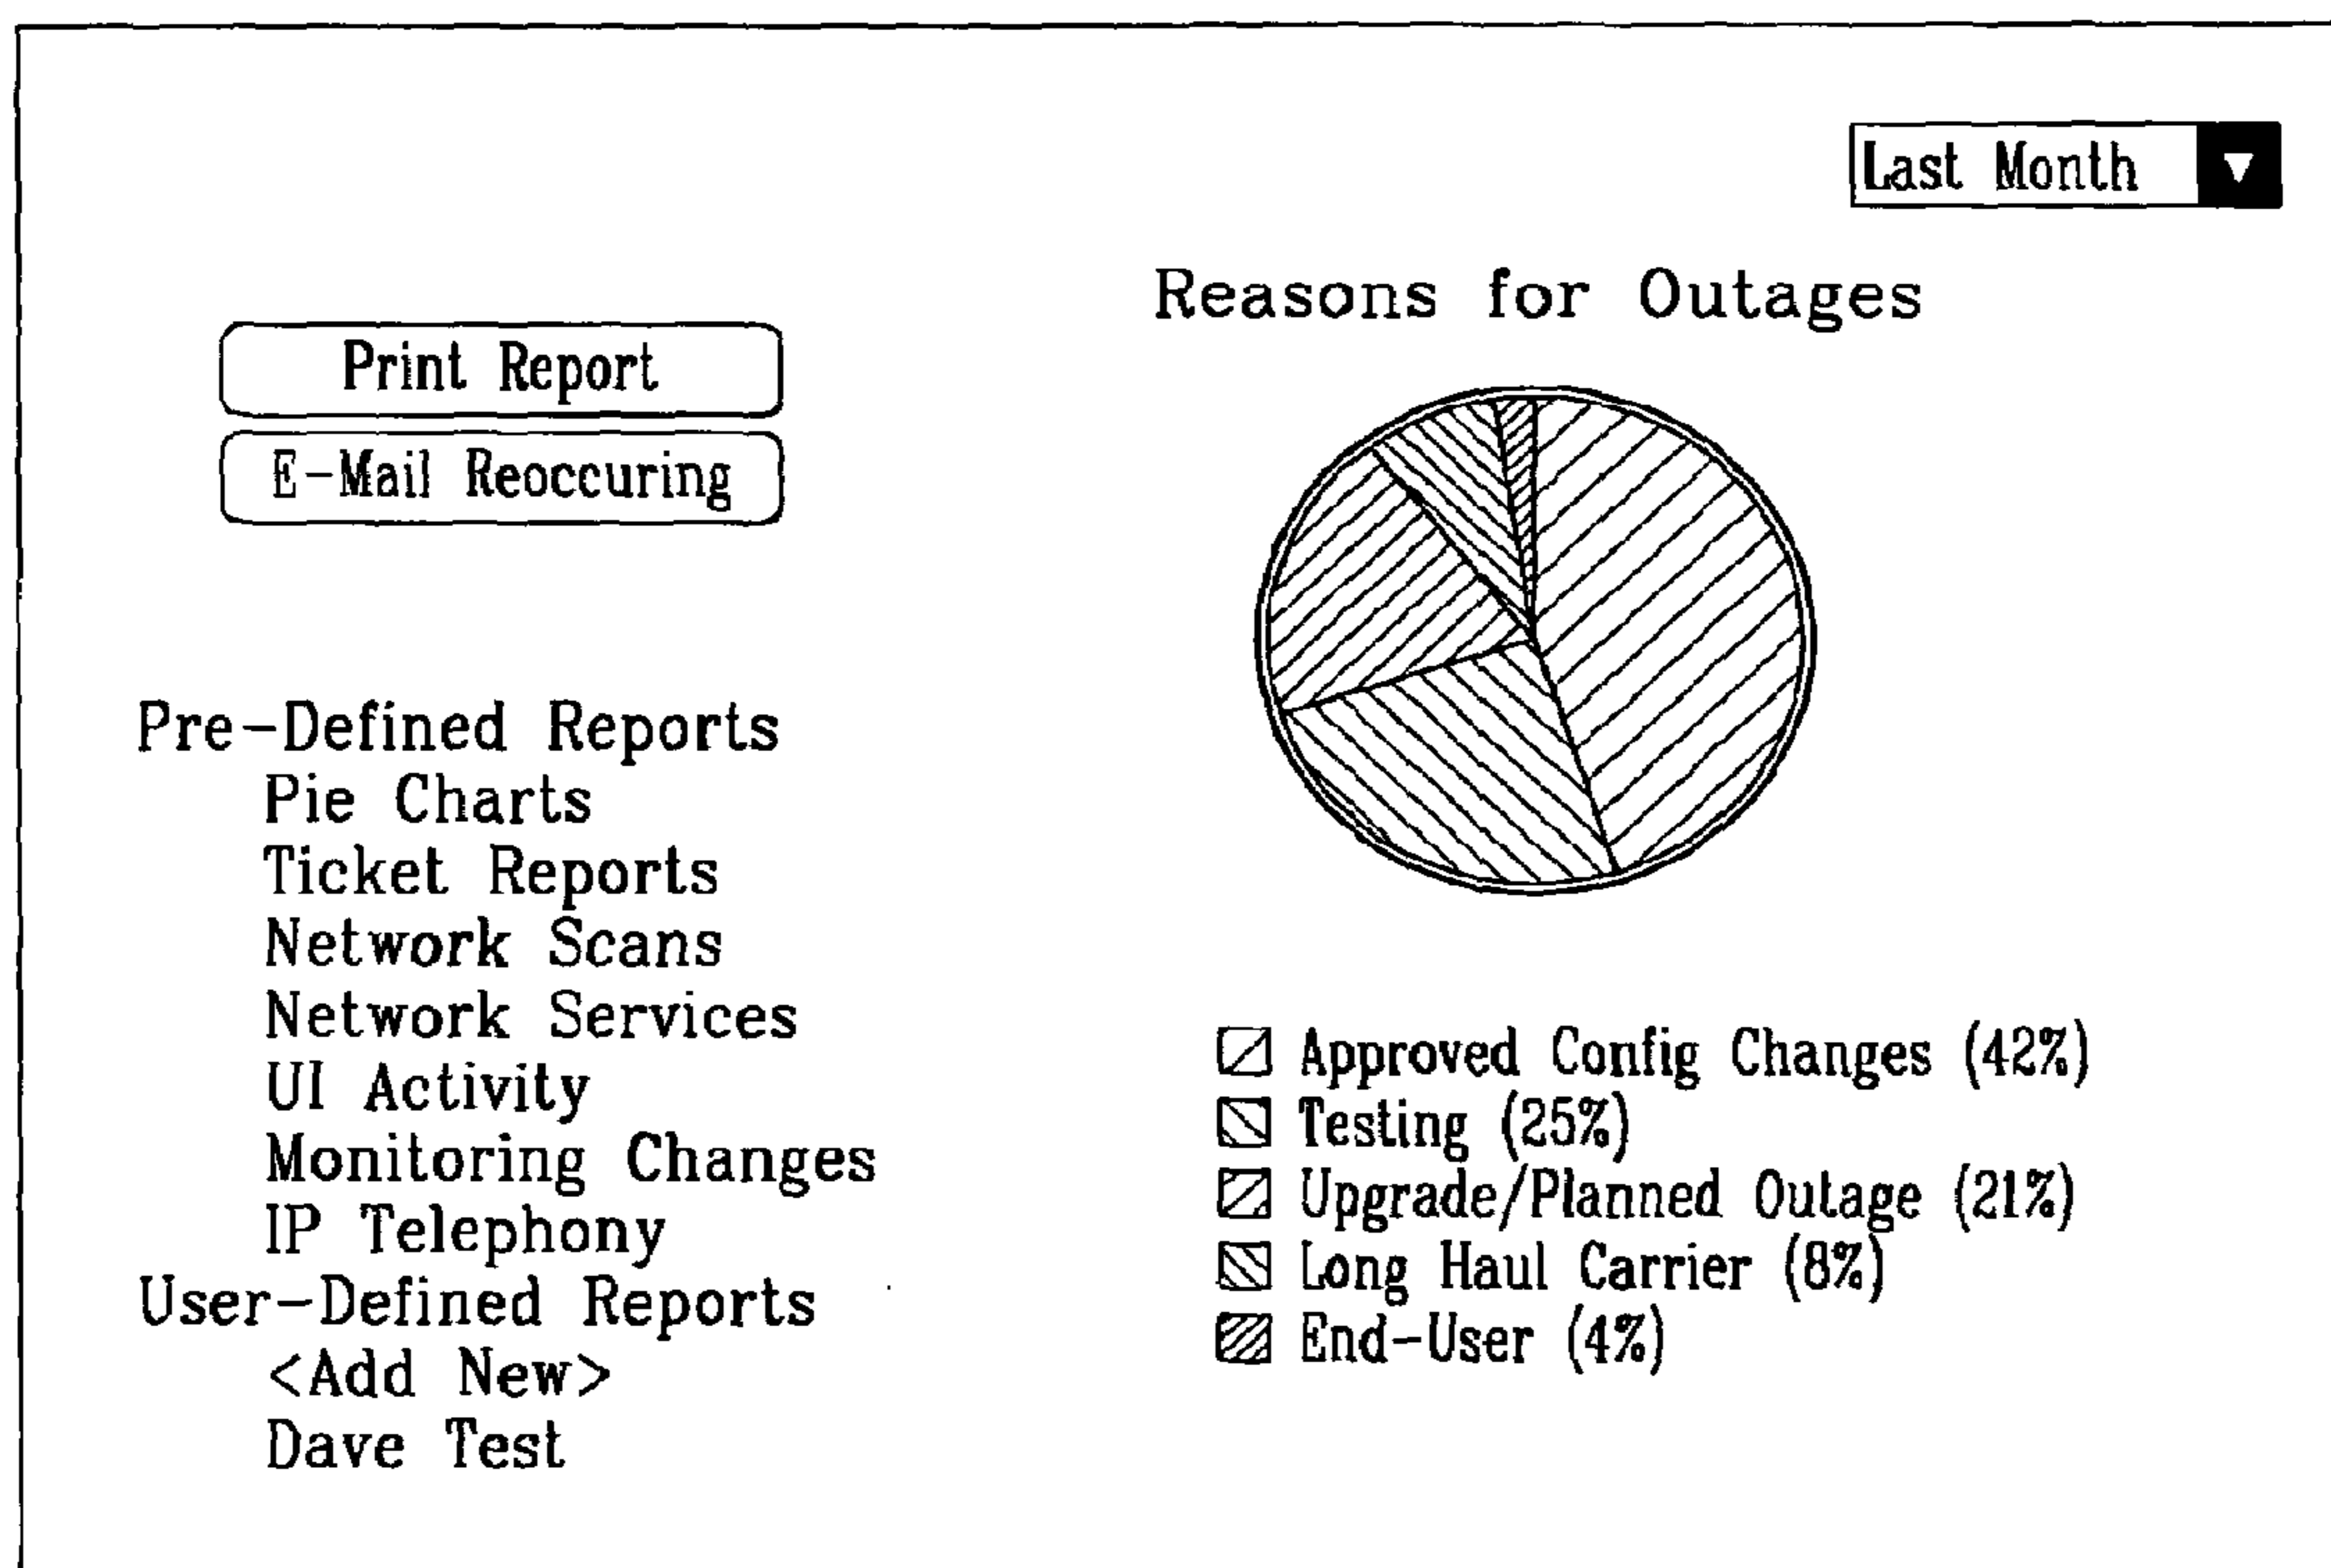 Last Month
Reasons for Outages
Print Report
E-Mail Reoccuring
Pre-Defined Reports
Pie Charts
Ticket Reports
Network Scans
Network Services
UI Activity
Monitoring Changes
IP Telephony
User-Defined Reports
<Add New>
Dave Test
Approved Config Changes (42%)
Testing (25%)
Upgrade/Planned Outage (21%)
Long Haul Carrier (8%)
End-User (4%)